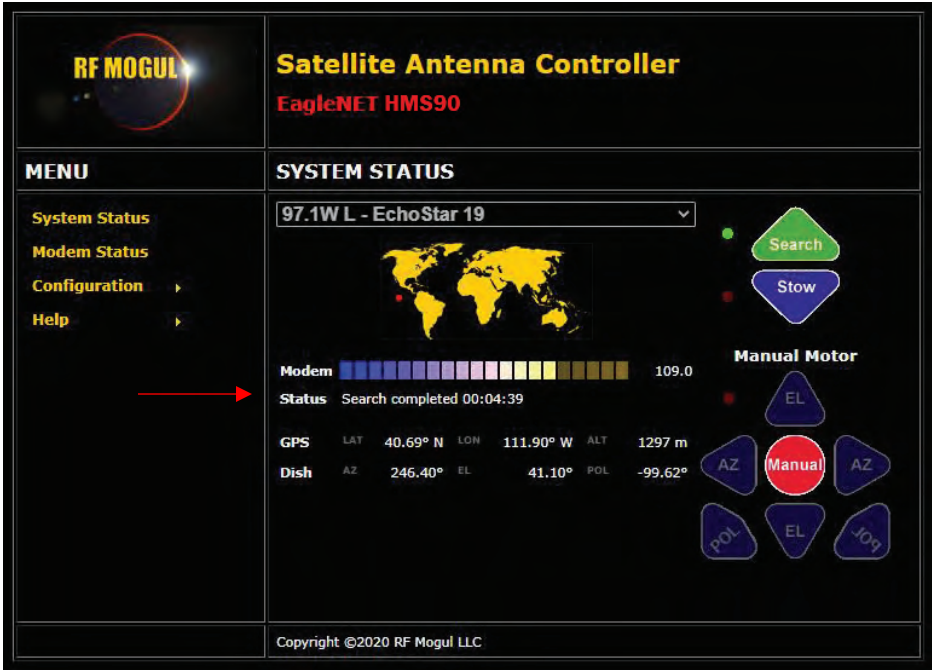 RF MOGUL
Satellite Antenna Controller
EagleNET HMS90
MENU
SYSTEM STATUS
System Status
Modem Status
Configuration
Help
97.1W L - EchoStar 19
Search
Stow
Modem 109.0
Status Search completed 00:04:39
GPS LAT 40.69° N LON 111.90° W ALT 1297 m
Dish AZ 246.40° EL 41.10° POL -99.62°
Manual Motor
EL
AZ Manual AZ
POL EL POL
Copyright ©2020 RF Mogul LLC